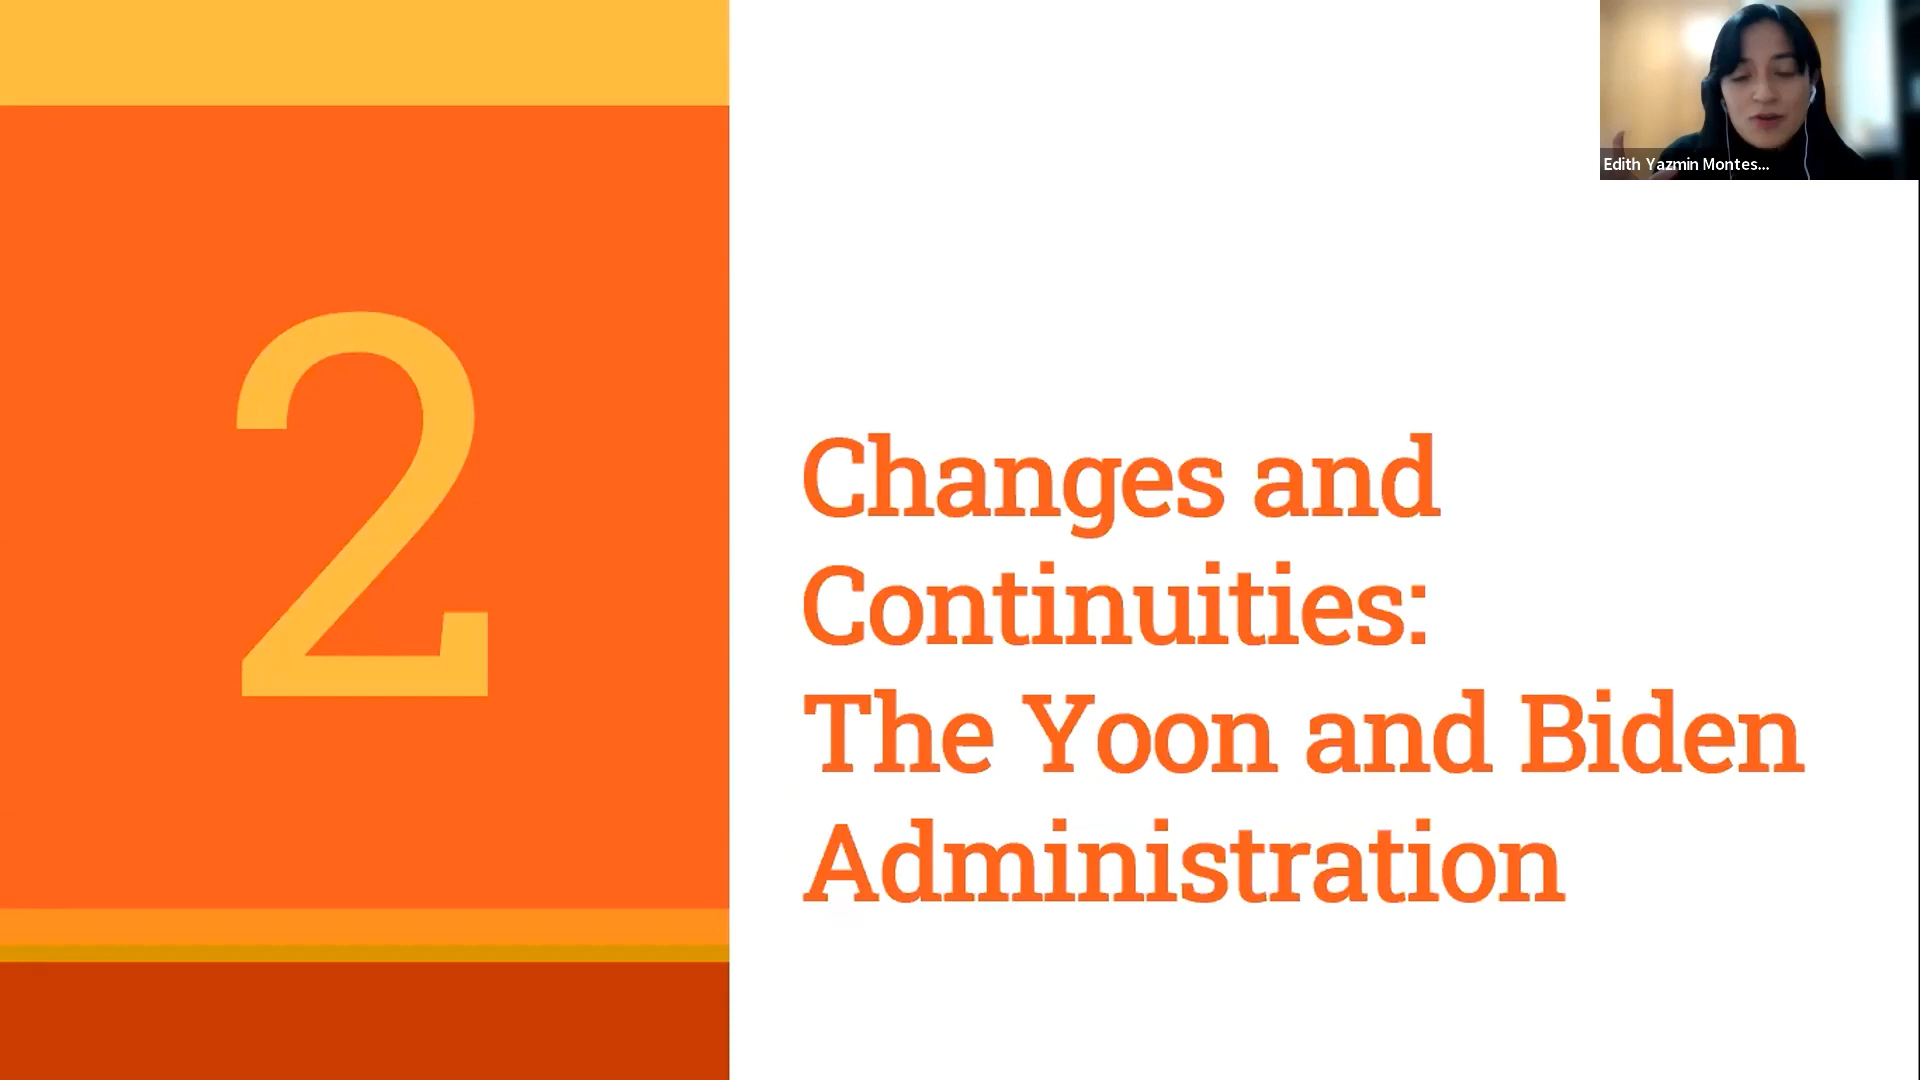 2
Changes and
Continuities:
The Yoon and Biden
Administration
Edith Yazmin Montes...